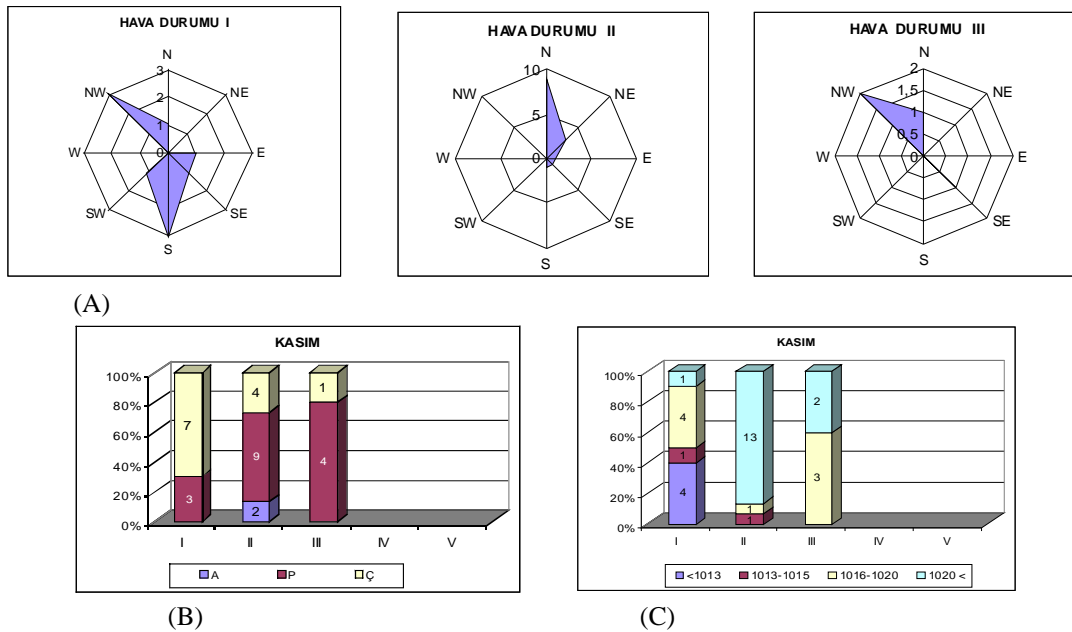 HAVA DURUMU I
N
3
2
1
0
NW
NE
W
E
SW
SE
S
HAVA DURUMU II
N
10
5
0
NW
NE
W
E
SW
SE
S
HAVA DURUMU III
N
2
1,5
1
0,5
0
NW
NE
W
E
SW
SE
S
(A)
KASIM
100%
80%
60%
40%
20%
0%
7
3
4
9
2
1
4
I II III IV V
A P Ç
(B)
KASIM
100%
80%
60%
40%
20%
0%
1
4
1
4
13
1
1
2
3
I II III IV V
<1013 1013-1015 1016-1020 1020 <
(C)